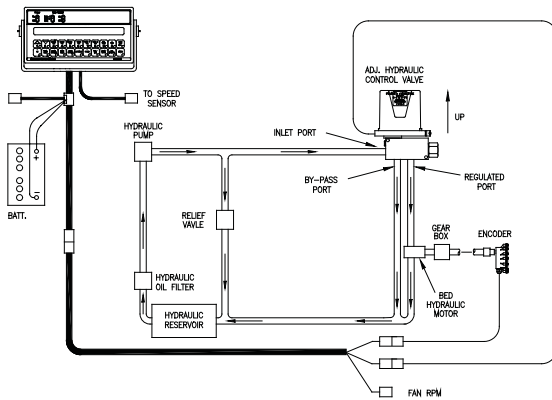 TO SPEED
SENSOR
ADJ. HYDRAULIC
CONTROL VALVE
UP
HYDRAULIC
PUMP
INLET PORT
BY-PASS
PORT
REGULATED
PORT
+
−
BATT.
RELIEF
VAVLE
GEAR
BOX
ENCODER
HYDRAULIC
OIL FILTER
BED
HYDRAULIC
MOTOR
HYDRAULIC
RESERVOIR
FAN RPM